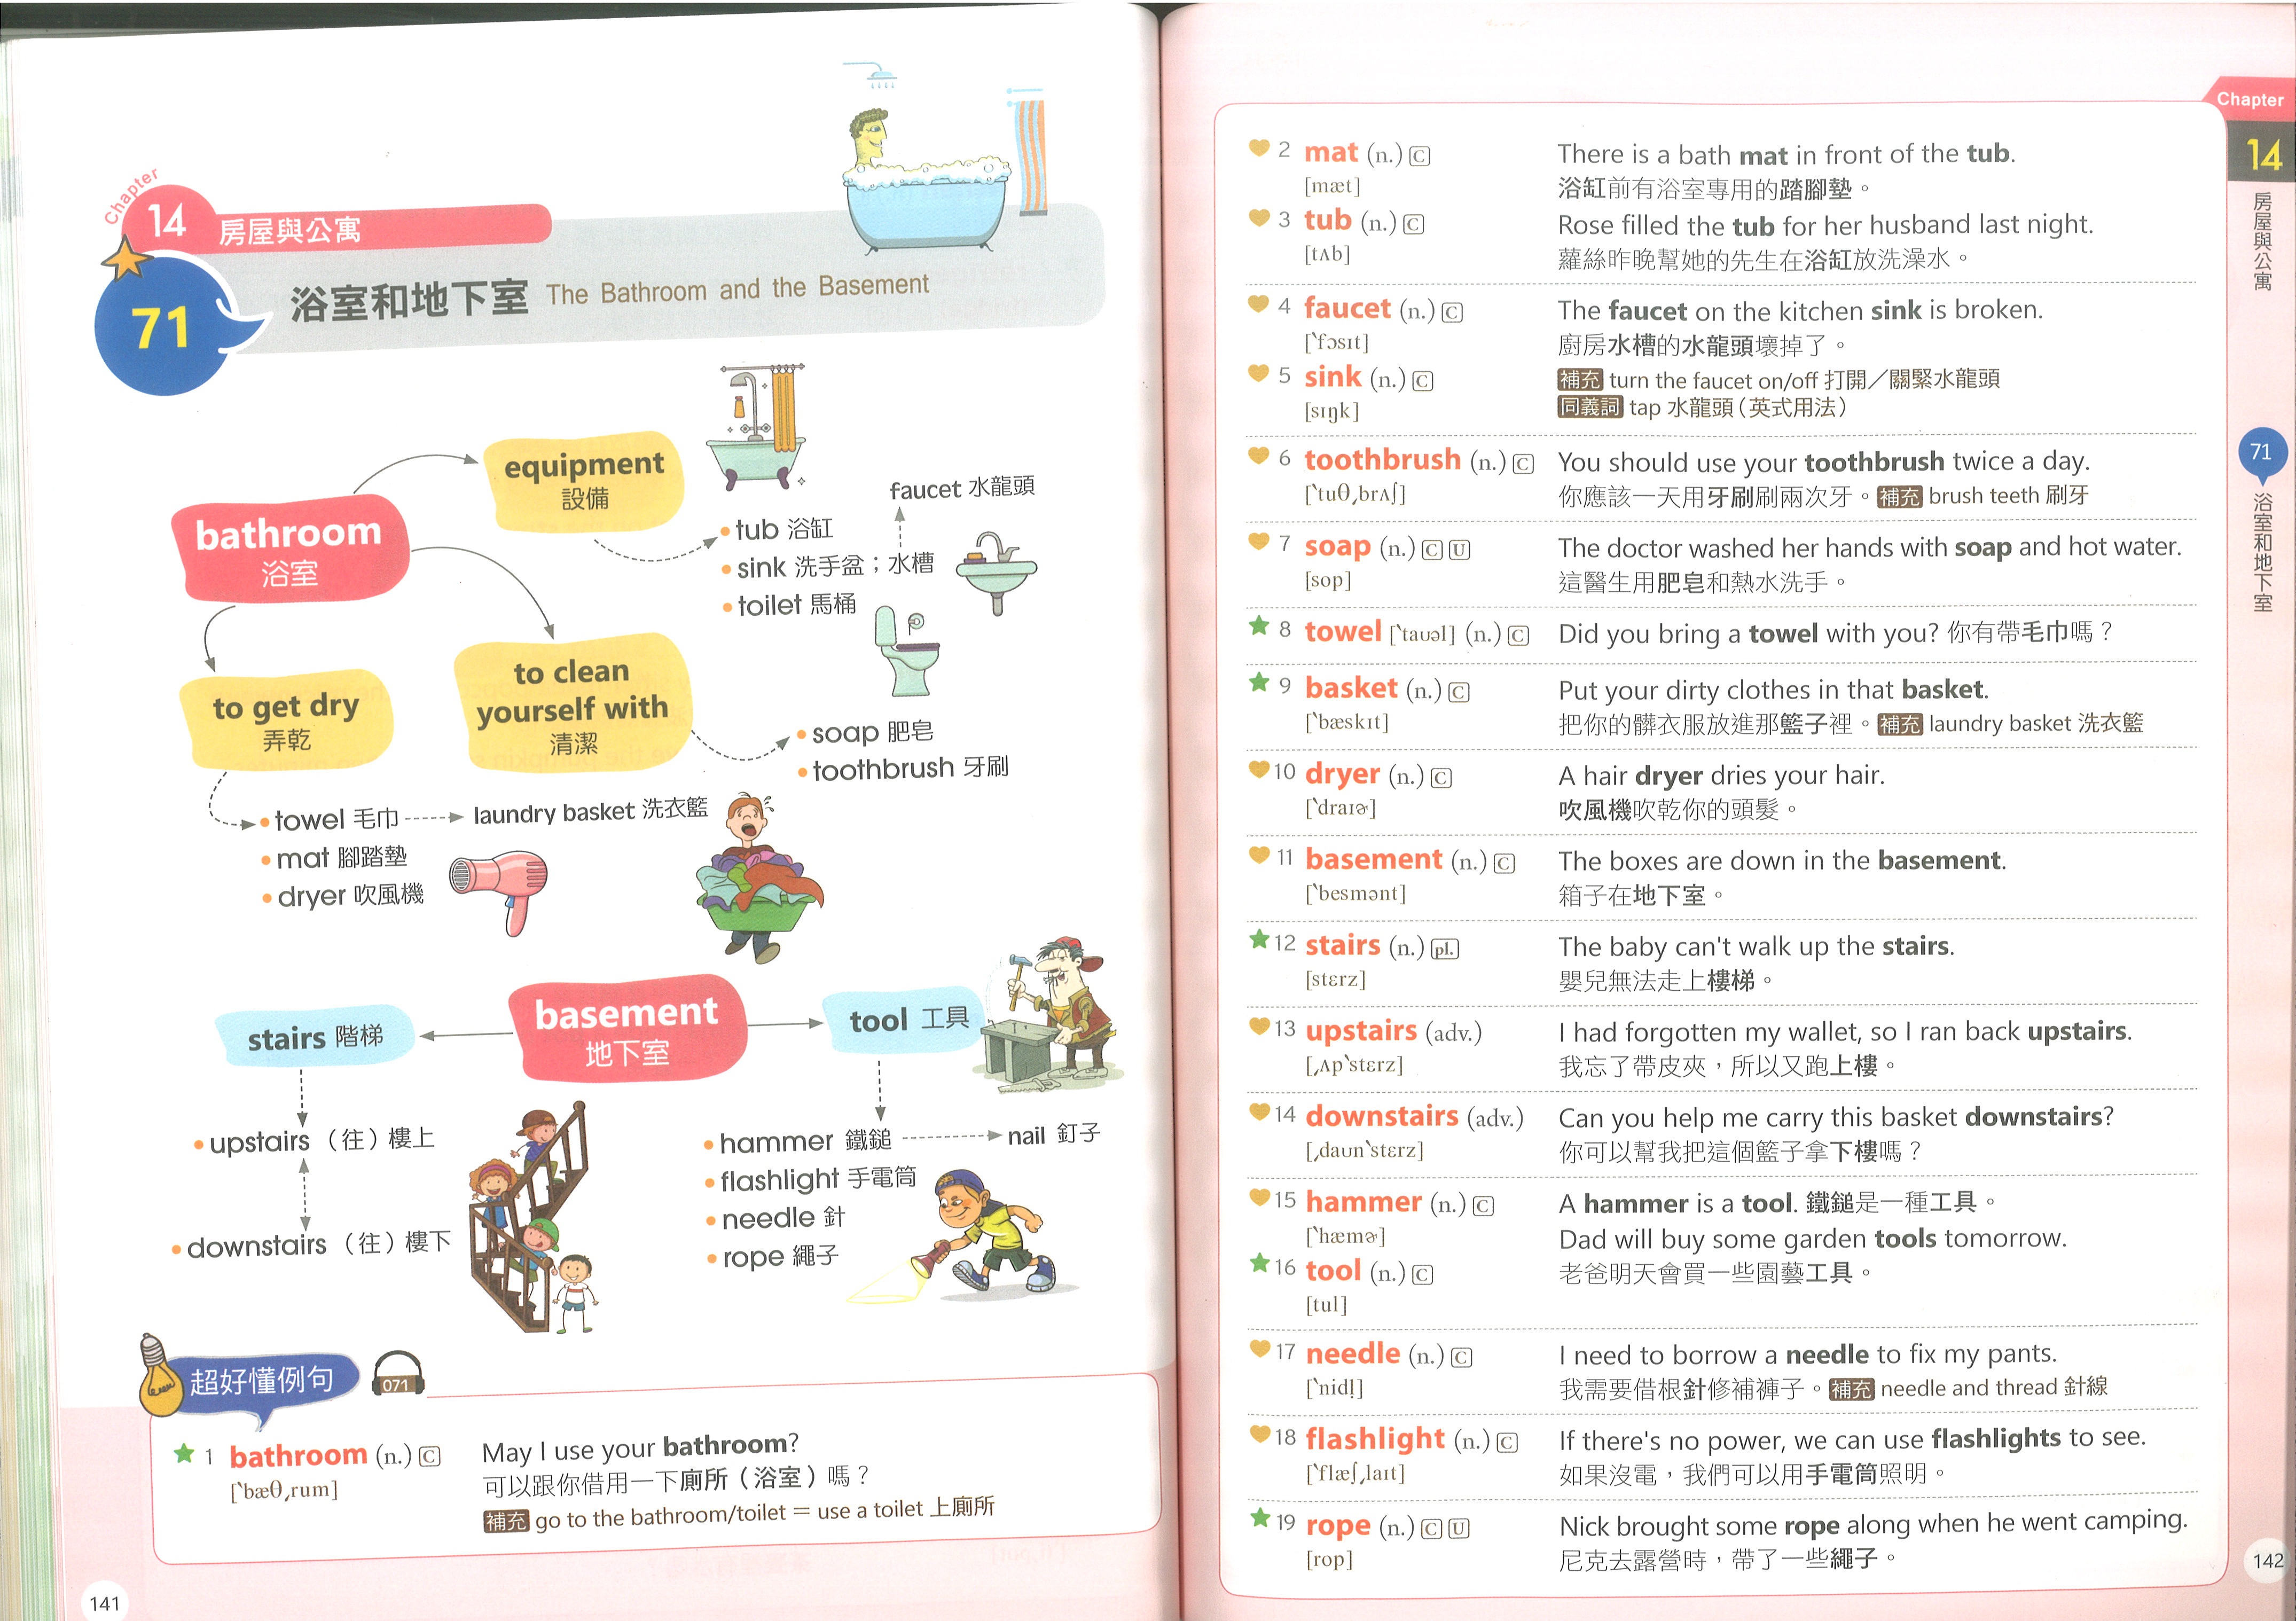 Chapter
14 房屋與公寓
71 浴室和地下室 The Bathroom and the Basement
bathroom
浴室
equipment
設備
faucet 水龍頭
tub 浴缸
sink 洗手盆；水槽
toilet 馬桶
to get dry
弄乾
to clean
yourself with
清潔
soap 肥皂
toothbrush 牙刷
towel 毛巾
laundry basket 洗衣籃
mat 腳踏墊
dryer 吹風機
basement
地下室
stairs 階梯
tool 工具
upstairs （往）樓上
downstairs （往）樓下
hammer 鐵鎚
nail 釘子
flashlight 手電筒
needle 針
rope 繩子
超好懂例句
071
1 bathroom (n.) C
[ˋbæθ͵rum]
May I use your bathroom?
可以跟你借用一下廁所（浴室）嗎？
補充 go to the bathroom/toilet = use a toilet 上廁所
141
2 mat (n.) C
[mæt]
There is a bath mat in front of the tub.
浴缸前有浴室專用的踏腳墊。
3 tub (n.) C
[tʌb]
Rose filled the tub for her husband last night.
蘿絲昨晚幫她的先生在浴缸放洗澡水。
4 faucet (n.) C
[ˋfɔsɪt]
The faucet on the kitchen sink is broken.
廚房水槽的水龍頭壞掉了。
5 sink (n.) C
[sɪŋk]
補充 turn the faucet on/off 打開／關緊水龍頭
同義詞 tap 水龍頭（英式用法）
6 toothbrush (n.) C
[ˋtuθ͵brʌʃ]
You should use your toothbrush twice a day.
你應該一天用牙刷刷兩次牙。補充 brush teeth 刷牙
7 soap (n.) C U
[sop]
The doctor washed her hands with soap and hot water.
這醫生用肥皂和熱水洗手。
8 towel [ˋtaʊəl] (n.) C
Did you bring a towel with you? 你有帶毛巾嗎？
9 basket (n.) C
[ˋbæskɪt]
Put your dirty clothes in that basket.
把你的髒衣服放進那籃子裡。補充 laundry basket 洗衣籃
10 dryer (n.) C
[ˋdraɪɚ]
A hair dryer dries your hair.
吹風機吹乾你的頭髮。
11 basement (n.) C
[ˋbesmənt]
The boxes are down in the basement.
箱子在地下室。
12 stairs (n.) pl.
[stɛrz]
The baby can't walk up the stairs.
嬰兒無法走上樓梯。
13 upstairs (adv.)
[͵ʌpˋstɛrz]
I had forgotten my wallet, so I ran back upstairs.
我忘了帶皮夾，所以又跑上樓。
14 downstairs (adv.)
[͵daʊnˋstɛrz]
Can you help me carry this basket downstairs?
你可以幫我把這個籃子拿下樓嗎？
15 hammer (n.) C
[ˋhæmɚ]
A hammer is a tool. 鐵鎚是一種工具。
Dad will buy some garden tools tomorrow.
16 tool (n.) C
[tul]
老爸明天會買一些園藝工具。
17 needle (n.) C
[ˋnidl̩]
I need to borrow a needle to fix my pants.
我需要借根針修補褲子。補充 needle and thread 針線
18 flashlight (n.) C
[ˋflæʃ͵laɪt]
If there's no power, we can use flashlights to see.
如果沒電，我們可以用手電筒照明。
19 rope (n.) C U
[rop]
Nick brought some rope along when he went camping.
尼克去露營時，帶了一些繩子。
Chapter
14
房屋與公寓
71
浴室和地下室
142